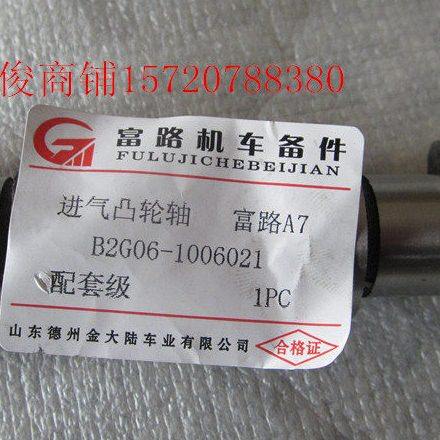 俊商铺15720788380
富路机车备件
FULUJICHEBEIJIAN
进气凸轮轴 富路A7
B2G06-1006021
配套级 1PC
山东德州金大陆车业有限公司 合格证